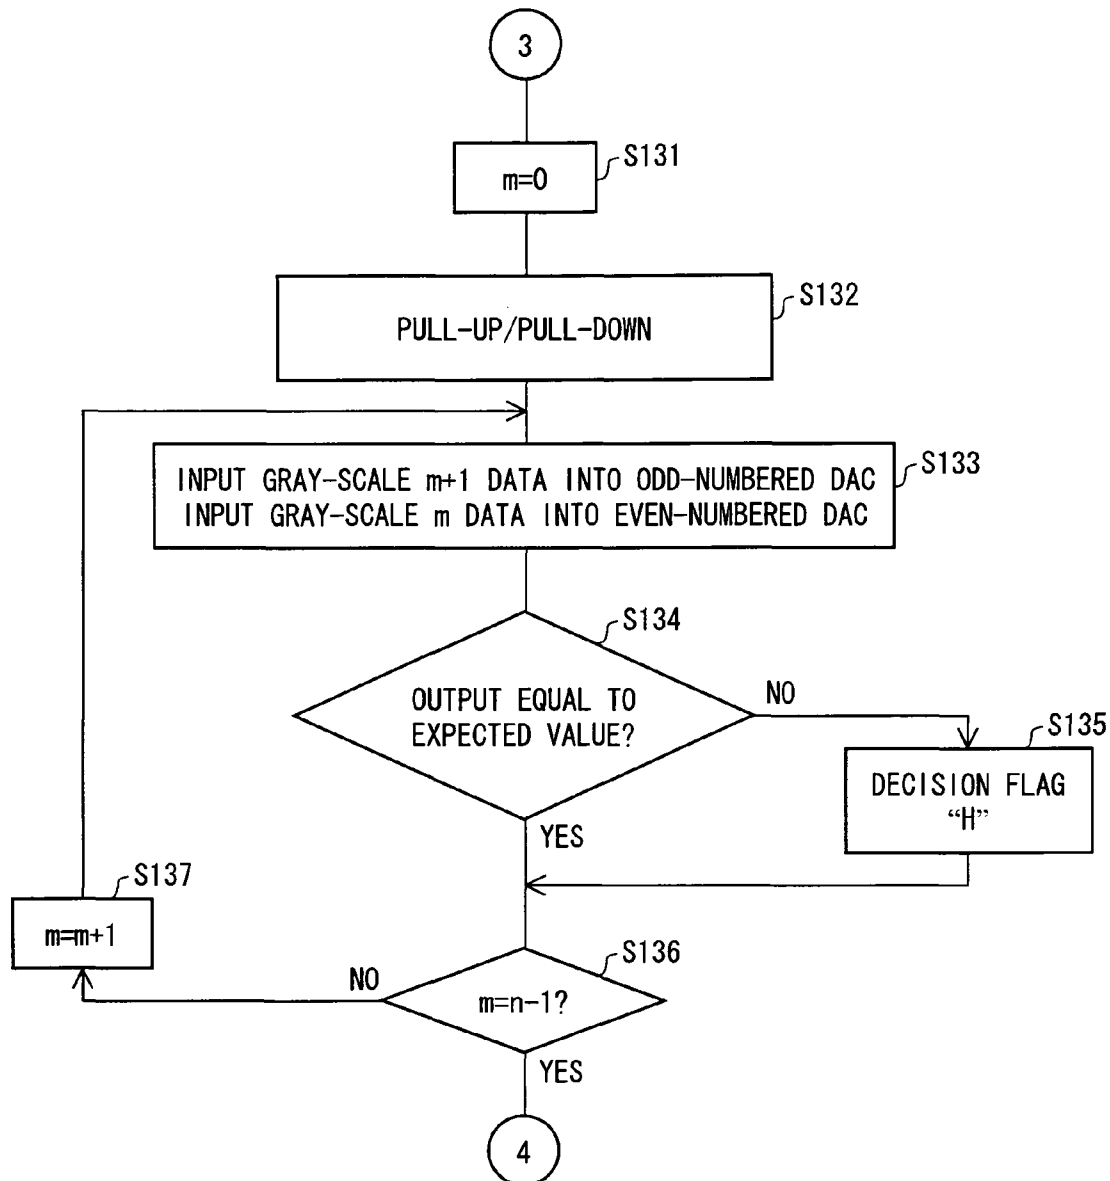 3
S131
m=0
S132
PULL-UP/PULL-DOWN
S133
INPUT GRAY-SCALE m+1 DATA INTO ODD-NUMBERED DAC
INPUT GRAY-SCALE m DATA INTO EVEN-NUMBERED DAC
S134
OUTPUT EQUAL TO
EXPECTED VALUE?
NO
S135
DECISION FLAG
“H”
YES
S137
m=m+1
S136
NO
m=n-1?
YES
4